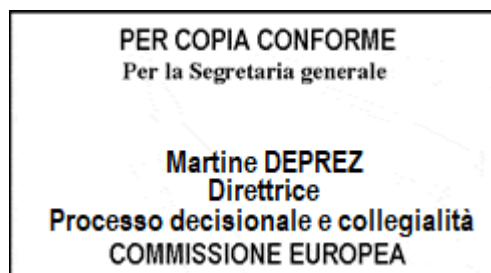 PER COPIA CONFORME
Per la Segretaria generale
Martine DEPREZ
Direttrice
Processo decisionale e collegialità
COMMISSIONE EUROPEA